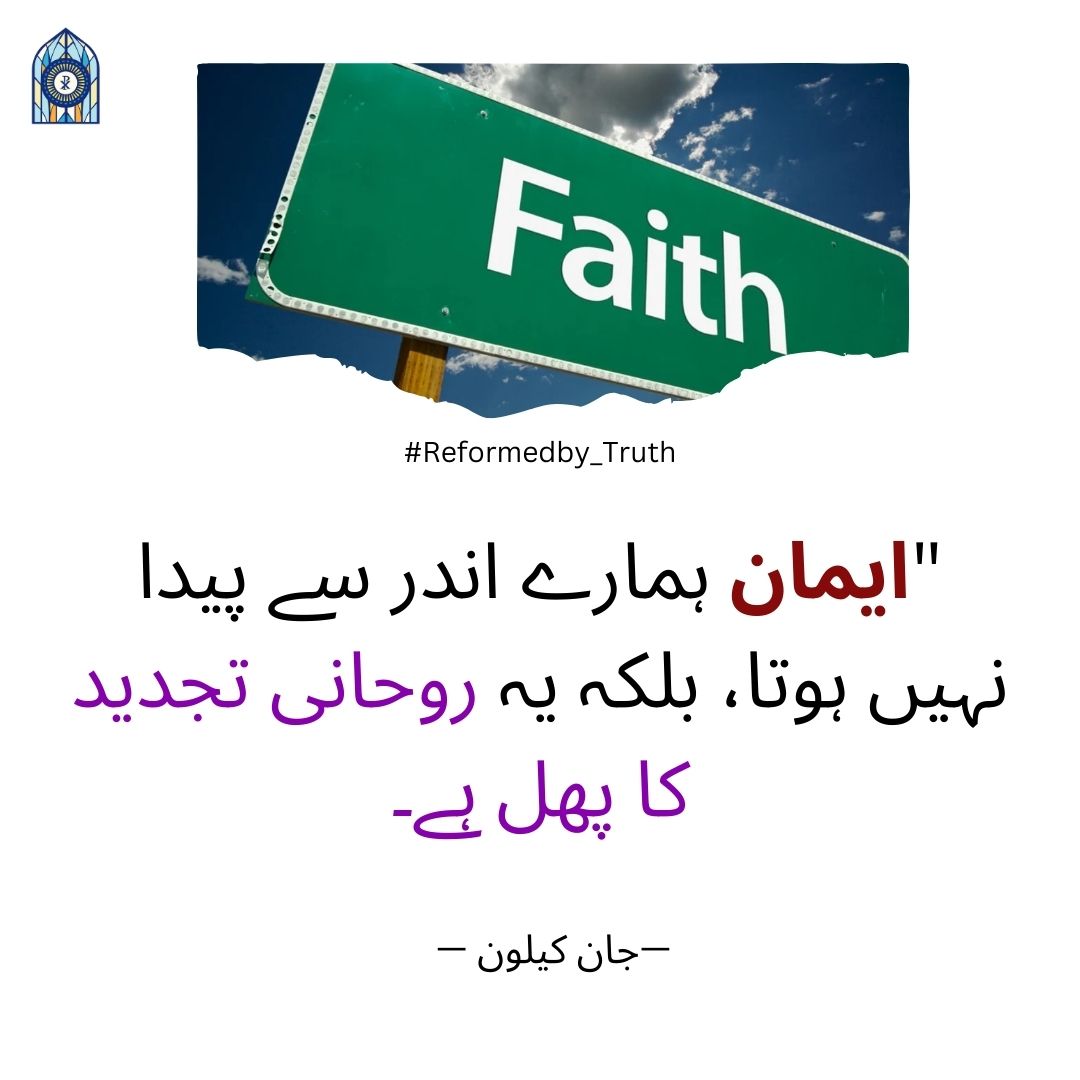 Faith
#Reformedby_Truth
"ایمان ہمارے اندر سے پیدا
نہیں ہوتا، بلکہ یہ روحانی تجدید
کا پھل ہے۔
—جان کیلون —